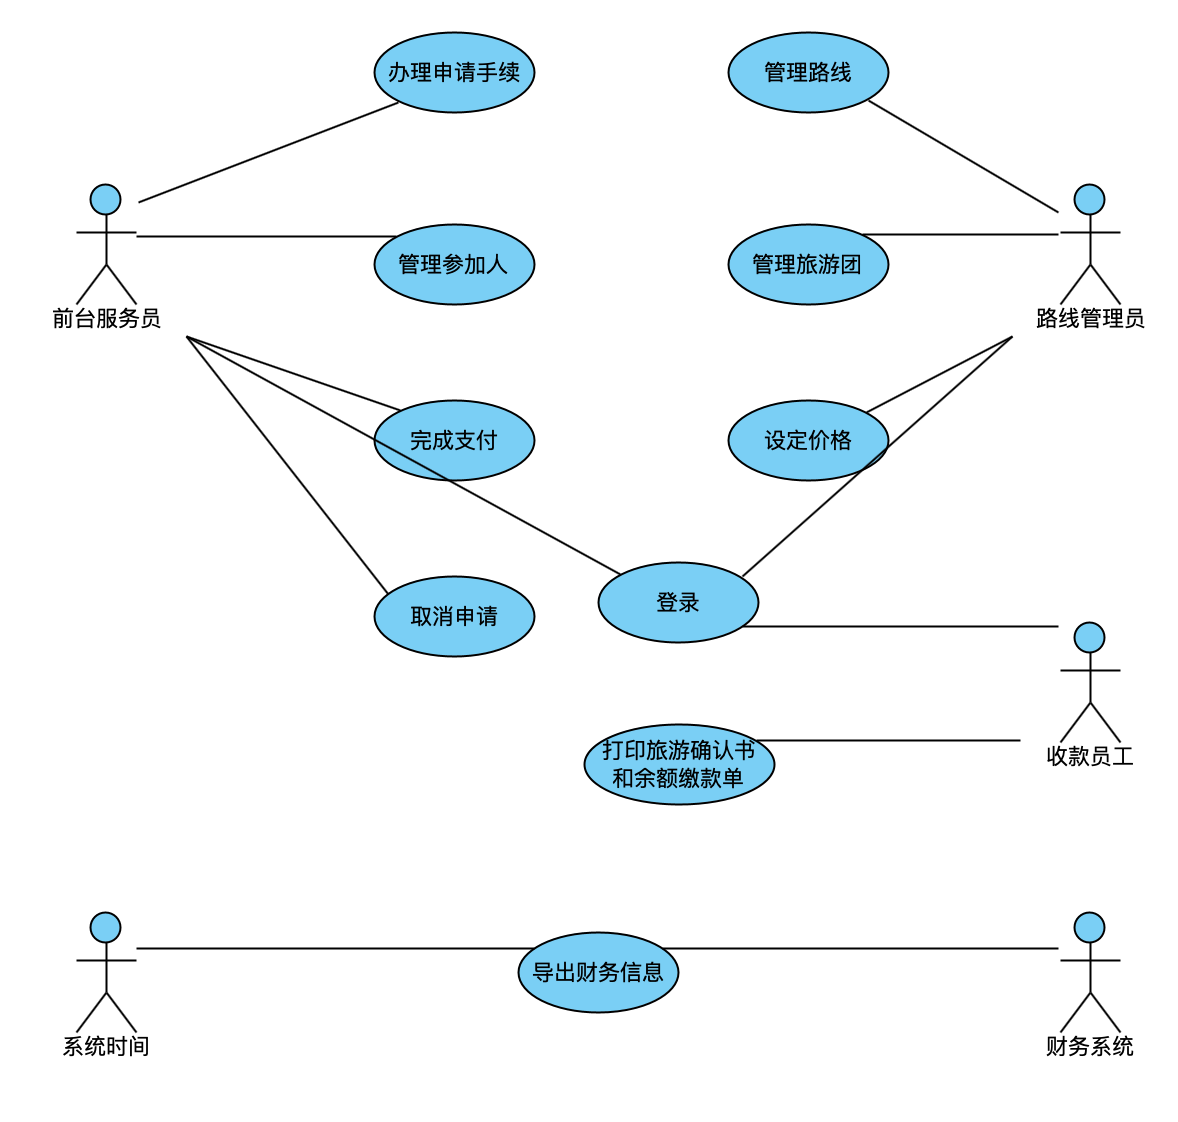 办理申请手续
管理路线
管理参加人
管理旅游团
前台服务员
路线管理员
完成支付
设定价格
取消申请
登录
打印旅游确认书
和余额缴款单
收款员工
导出财务信息
系统时间
财务系统